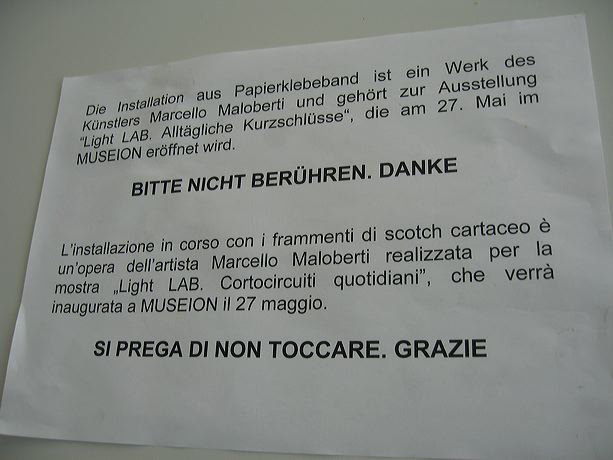 Die Installation aus Papierklebeband ist ein Werk des
Künstlers Marcello Maloberti und gehört zur Ausstellung
"Light LAB. Alltägliche Kurzschlüsse", die am 27. Mai im
MUSEION eröffnet wird.
BITTE NICHT BERÜHREN. DANKE
L'installazione in corso con i frammenti di scotch cartaceo è
un'opera dell'artista Marcello Maloberti realizzata per la
mostra „Light LAB. Cortocircuiti quotidiani", che verrà
inaugurata a MUSEION il 27 maggio.
SI PREGA DI NON TOCCARE. GRAZIE